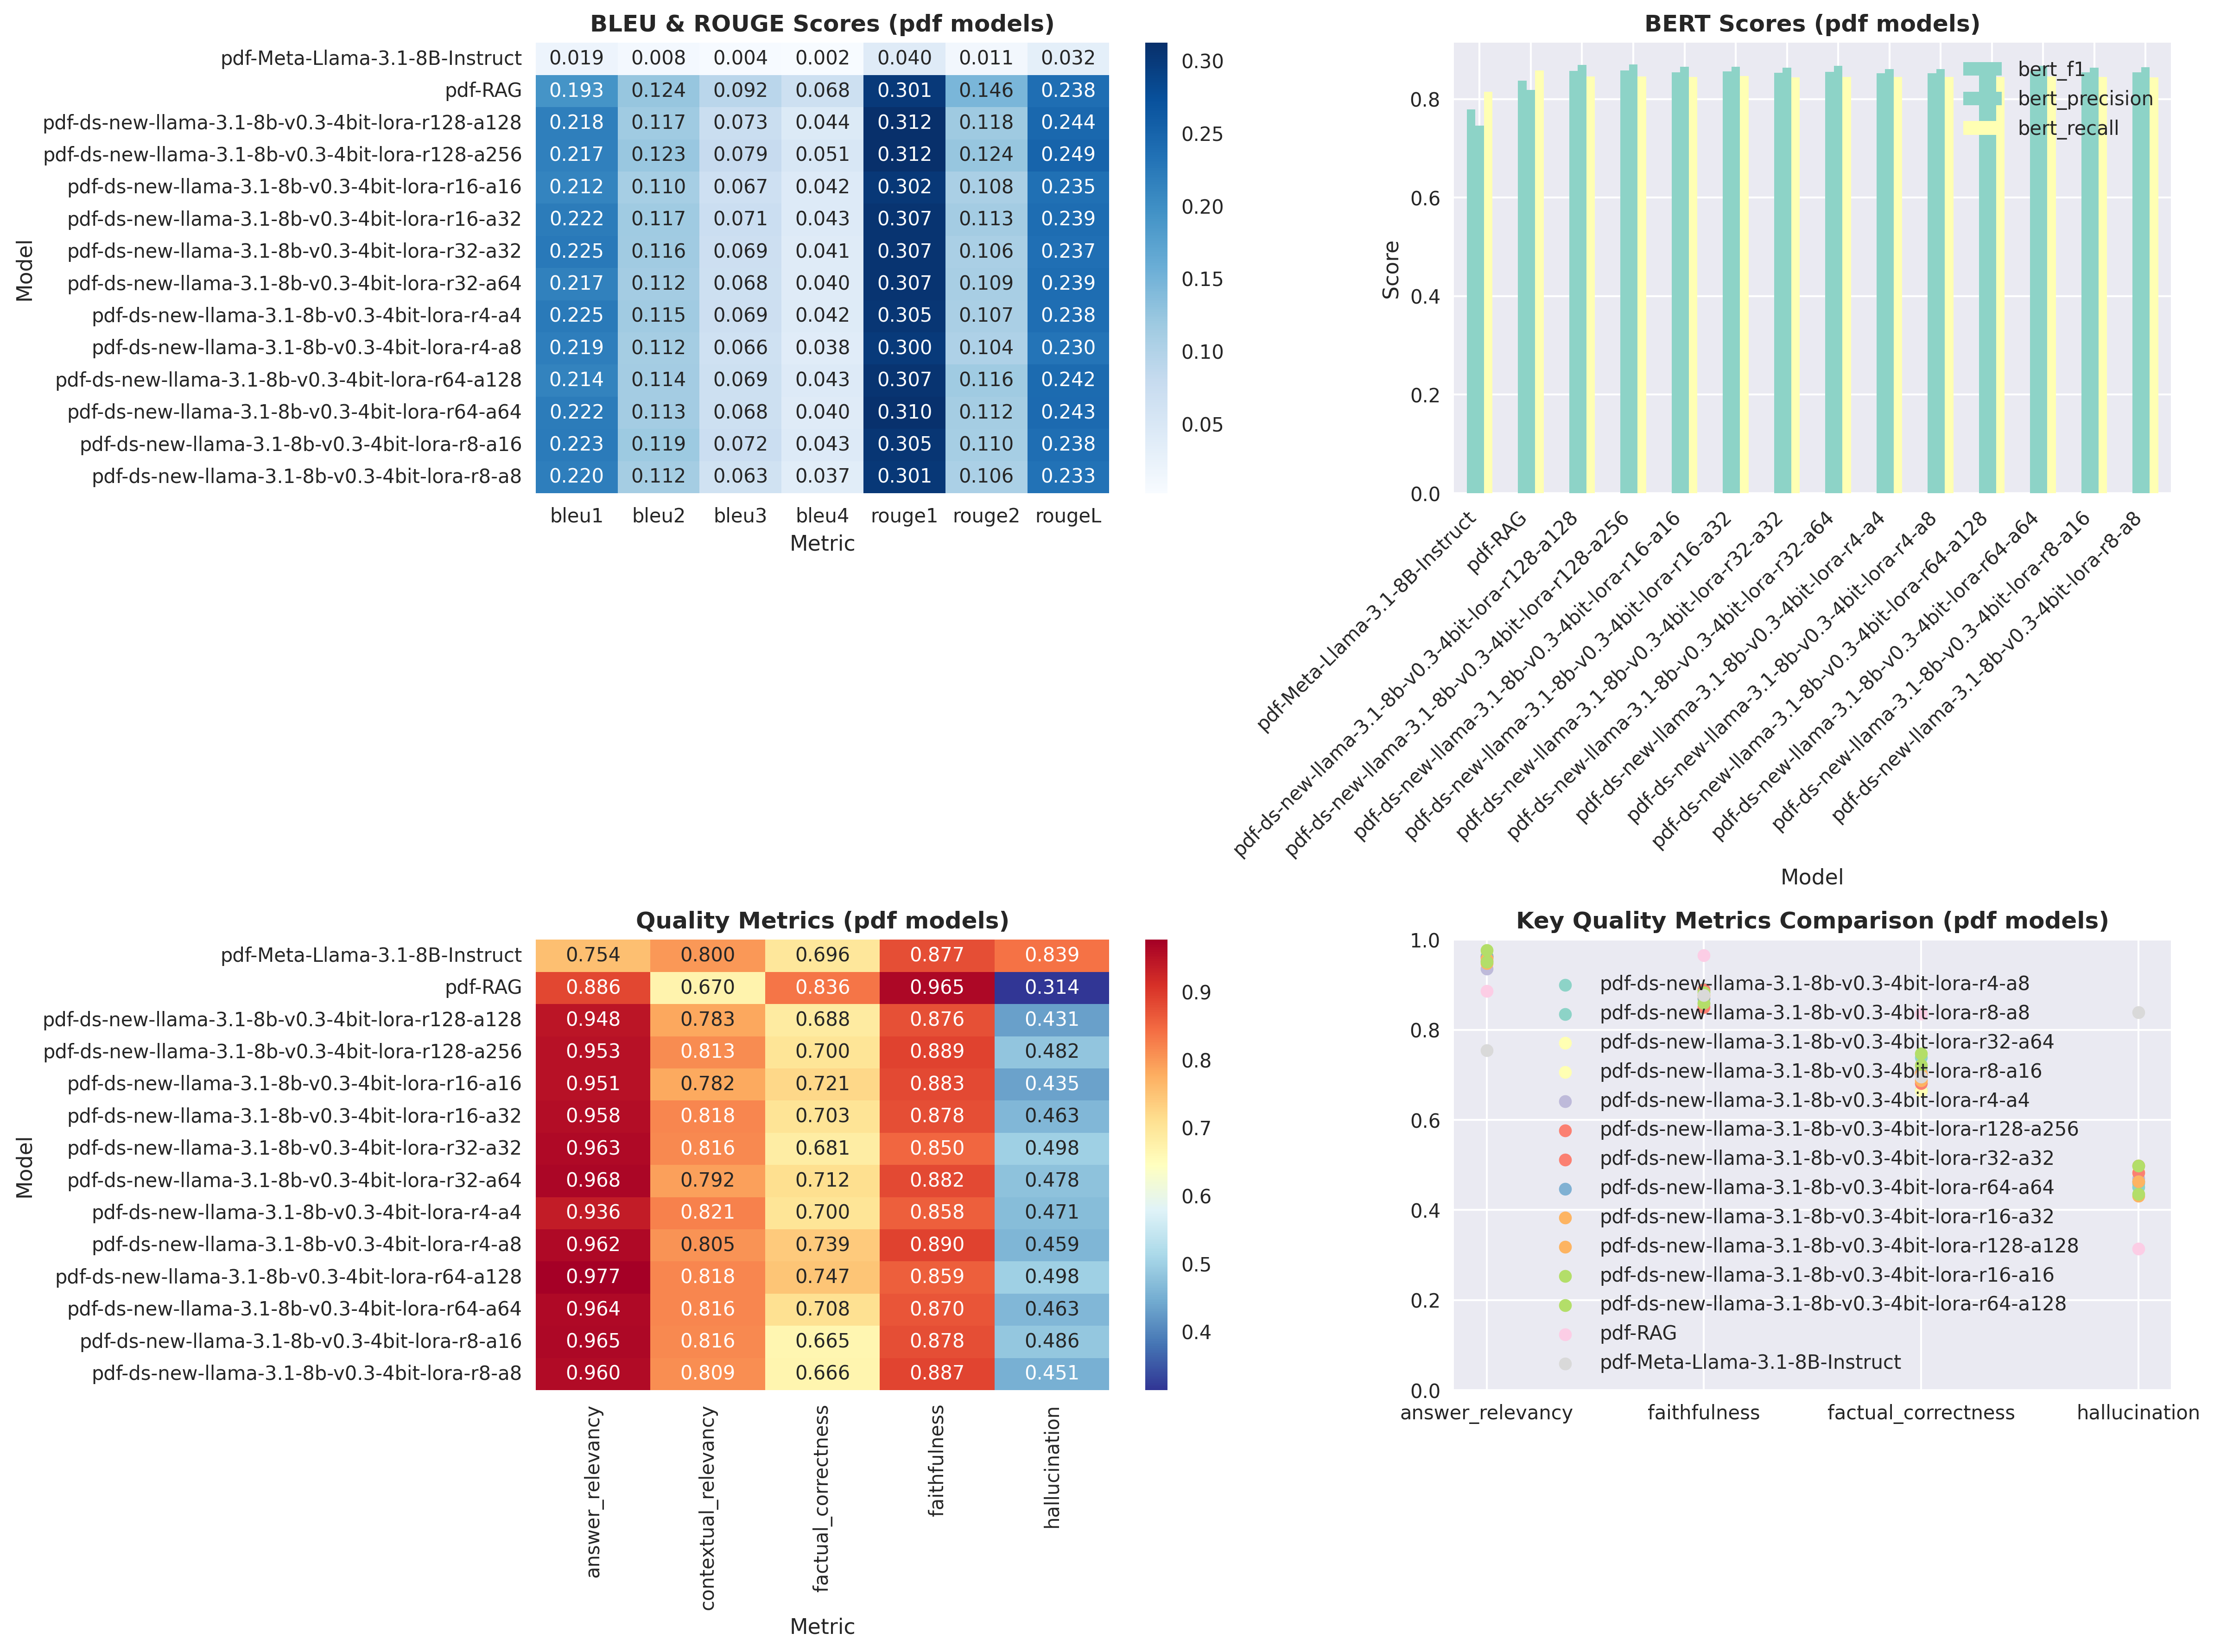 BLEU & ROUGE Scores (pdf models)
Model
pdf-Meta-Llama-3.1-8B-Instruct 0.019 0.008 0.004 0.002 0.040 0.011 0.032
pdf-RAG 0.193 0.124 0.092 0.068 0.301 0.146 0.238
pdf-ds-new-llama-3.1-8b-v0.3-4bit-lora-r128-a128 0.218 0.117 0.073 0.044 0.312 0.118 0.244
pdf-ds-new-llama-3.1-8b-v0.3-4bit-lora-r128-a256 0.217 0.123 0.079 0.051 0.312 0.124 0.249
pdf-ds-new-llama-3.1-8b-v0.3-4bit-lora-r16-a16 0.212 0.110 0.067 0.042 0.302 0.108 0.235
pdf-ds-new-llama-3.1-8b-v0.3-4bit-lora-r16-a32 0.222 0.117 0.071 0.043 0.307 0.113 0.239
pdf-ds-new-llama-3.1-8b-v0.3-4bit-lora-r32-a32 0.225 0.116 0.069 0.041 0.307 0.106 0.237
pdf-ds-new-llama-3.1-8b-v0.3-4bit-lora-r32-a64 0.217 0.112 0.068 0.040 0.307 0.109 0.239
pdf-ds-new-llama-3.1-8b-v0.3-4bit-lora-r4-a4 0.225 0.115 0.069 0.042 0.305 0.107 0.238
pdf-ds-new-llama-3.1-8b-v0.3-4bit-lora-r4-a8 0.219 0.112 0.066 0.038 0.300 0.104 0.230
pdf-ds-new-llama-3.1-8b-v0.3-4bit-lora-r64-a128 0.214 0.114 0.069 0.043 0.307 0.116 0.242
pdf-ds-new-llama-3.1-8b-v0.3-4bit-lora-r64-a64 0.222 0.113 0.068 0.040 0.310 0.112 0.243
pdf-ds-new-llama-3.1-8b-v0.3-4bit-lora-r8-a16 0.223 0.119 0.072 0.043 0.305 0.110 0.238
pdf-ds-new-llama-3.1-8b-v0.3-4bit-lora-r8-a8 0.220 0.112 0.063 0.037 0.301 0.106 0.233
bleu1 bleu2 bleu3 bleu4 rouge1 rouge2 rougeL
Metric
0.30
0.25
0.20
0.15
0.10
0.05
BERT Scores (pdf models)
Score
0.8
0.6
0.4
0.2
0.0
bert_f1
bert_precision
bert_recall
pdf-Meta-Llama-3.1-8B-Instruct
pdf-RAG
pdf-ds-new-llama-3.1-8b-v0.3-4bit-lora-r128-a128
pdf-ds-new-llama-3.1-8b-v0.3-4bit-lora-r128-a256
pdf-ds-new-llama-3.1-8b-v0.3-4bit-lora-r16-a16
pdf-ds-new-llama-3.1-8b-v0.3-4bit-lora-r16-a32
pdf-ds-new-llama-3.1-8b-v0.3-4bit-lora-r32-a32
pdf-ds-new-llama-3.1-8b-v0.3-4bit-lora-r32-a64
pdf-ds-new-llama-3.1-8b-v0.3-4bit-lora-r4-a4
pdf-ds-new-llama-3.1-8b-v0.3-4bit-lora-r4-a8
pdf-ds-new-llama-3.1-8b-v0.3-4bit-lora-r64-a128
pdf-ds-new-llama-3.1-8b-v0.3-4bit-lora-r64-a64
pdf-ds-new-llama-3.1-8b-v0.3-4bit-lora-r8-a16
pdf-ds-new-llama-3.1-8b-v0.3-4bit-lora-r8-a8
Model
Quality Metrics (pdf models)
Model
pdf-Meta-Llama-3.1-8B-Instruct 0.754 0.800 0.696 0.877 0.839
pdf-RAG 0.886 0.670 0.836 0.965 0.314
pdf-ds-new-llama-3.1-8b-v0.3-4bit-lora-r128-a128 0.948 0.783 0.688 0.876 0.431
pdf-ds-new-llama-3.1-8b-v0.3-4bit-lora-r128-a256 0.953 0.813 0.700 0.889 0.482
pdf-ds-new-llama-3.1-8b-v0.3-4bit-lora-r16-a16 0.951 0.782 0.721 0.883 0.435
pdf-ds-new-llama-3.1-8b-v0.3-4bit-lora-r16-a32 0.958 0.818 0.703 0.878 0.463
pdf-ds-new-llama-3.1-8b-v0.3-4bit-lora-r32-a32 0.963 0.816 0.681 0.850 0.498
pdf-ds-new-llama-3.1-8b-v0.3-4bit-lora-r32-a64 0.968 0.792 0.712 0.882 0.478
pdf-ds-new-llama-3.1-8b-v0.3-4bit-lora-r4-a4 0.936 0.821 0.700 0.858 0.471
pdf-ds-new-llama-3.1-8b-v0.3-4bit-lora-r4-a8 0.962 0.805 0.739 0.890 0.459
pdf-ds-new-llama-3.1-8b-v0.3-4bit-lora-r64-a128 0.977 0.818 0.747 0.859 0.498
pdf-ds-new-llama-3.1-8b-v0.3-4bit-lora-r64-a64 0.964 0.816 0.708 0.870 0.463
pdf-ds-new-llama-3.1-8b-v0.3-4bit-lora-r8-a16 0.965 0.816 0.665 0.878 0.486
pdf-ds-new-llama-3.1-8b-v0.3-4bit-lora-r8-a8 0.960 0.809 0.666 0.887 0.451
answer_relevancy
contextual_relevancy
factual_correctness
faithfulness
hallucination
Metric
0.9
0.8
0.7
0.6
0.5
0.4
Key Quality Metrics Comparison (pdf models)
1.0
0.8
0.6
0.4
0.2
0.0
pdf-ds-new-llama-3.1-8b-v0.3-4bit-lora-r4-a8
pdf-ds-new-llama-3.1-8b-v0.3-4bit-lora-r8-a8
pdf-ds-new-llama-3.1-8b-v0.3-4bit-lora-r32-a64
pdf-ds-new-llama-3.1-8b-v0.3-4bit-lora-r8-a16
pdf-ds-new-llama-3.1-8b-v0.3-4bit-lora-r4-a4
pdf-ds-new-llama-3.1-8b-v0.3-4bit-lora-r128-a256
pdf-ds-new-llama-3.1-8b-v0.3-4bit-lora-r32-a32
pdf-ds-new-llama-3.1-8b-v0.3-4bit-lora-r64-a64
pdf-ds-new-llama-3.1-8b-v0.3-4bit-lora-r16-a32
pdf-ds-new-llama-3.1-8b-v0.3-4bit-lora-r128-a128
pdf-ds-new-llama-3.1-8b-v0.3-4bit-lora-r16-a16
pdf-ds-new-llama-3.1-8b-v0.3-4bit-lora-r64-a128
pdf-RAG
pdf-Meta-Llama-3.1-8B-Instruct
answer_relevancy faithfulness factual_correctness hallucination